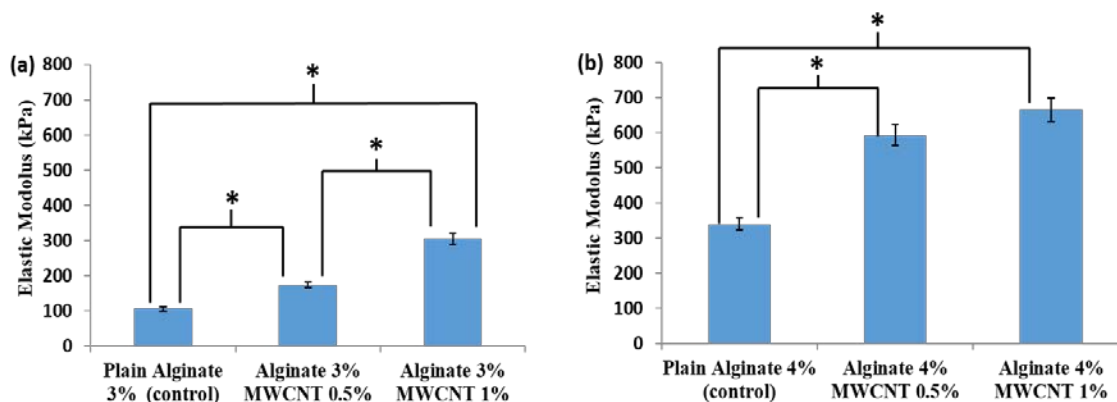 (a)
Elastic Modolus (kPa)
800
700
600
500
400
300
200
100
0
*
*
*
Plain Alginate
3%  (control)
Alginate 3%
MWCNT 0.5%
Alginate 3%
MWCNT 1%
(b)
Elastic Modulus (kPa)
800
700
600
500
400
300
200
100
0
*
*
Plain Alginate 4%
(control)
Alginate 4%
MWCNT 0.5%
Alginate 4%
MWCNT 1%